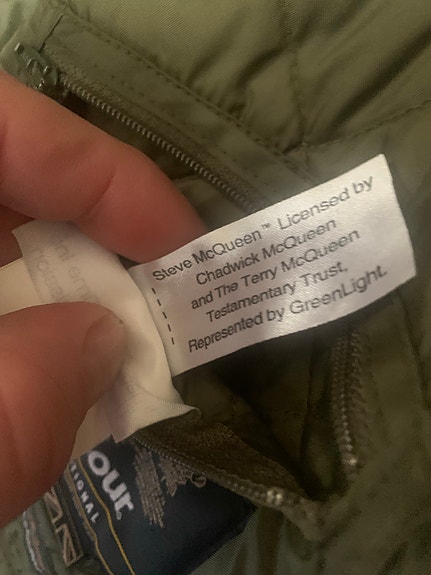 Steve McQueen™ Licensed by
Chadwick McQueen
and The Terry McQueen
Testamentary Trust,
Represented by GreenLight.